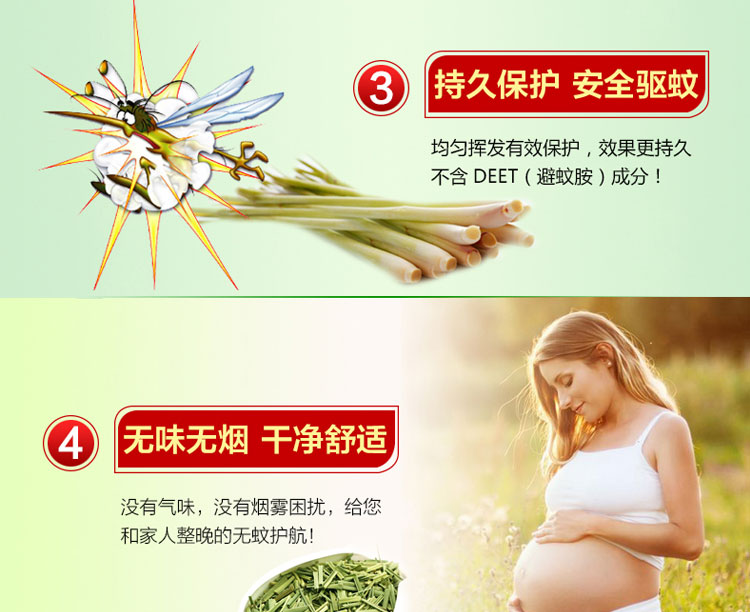 3
持久保护 安全驱蚊
均匀挥发有效保护，效果更持久
不含 DEET（避蚊胺）成分！
4
无味无烟 干净舒适
没有气味，没有烟雾困扰，给您
和家人整晚的无蚊护航！